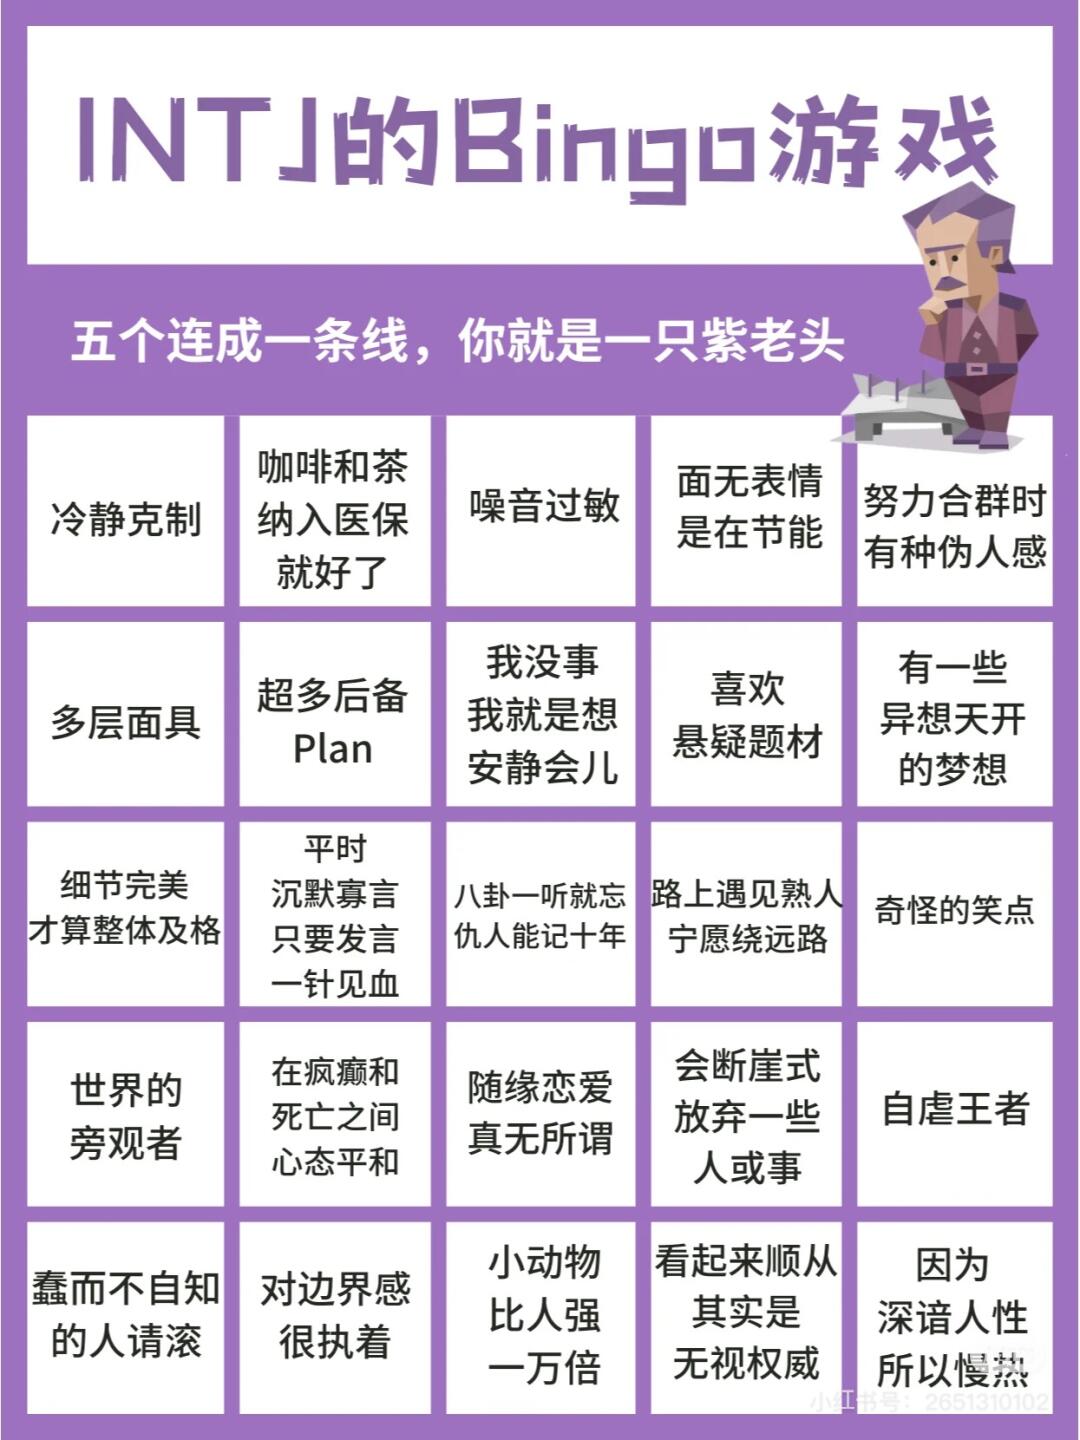 INTJ的Bingo游戏
五个连成一条线，你就是一只紫老头
冷静克制
咖啡和茶
纳入医保
就好了
噪音过敏
面无表情
是在节能
努力合群时
有种伪人感
多层面具
超多后备
Plan
我没事
我就是想
安静会儿
喜欢
悬疑题材
有一些
异想天开
的梦想
细节完美
才算整体及格
平时
沉默寡言
只要发言
一针见血
八卦一听就忘
仇人能记十年
路上遇见熟人
宁愿绕远路
奇怪的笑点
世界的
旁观者
在疯癫和
死亡之间
心态平和
随缘恋爱
真无所谓
会断崖式
放弃一些
人或事
自虐王者
蠢而不自知
的人请滚
对边界感
很执着
小动物
比人强
一万倍
看起来顺从
其实是
无视权威
因为
深谙人性
所以慢热
小红书号：2651310102